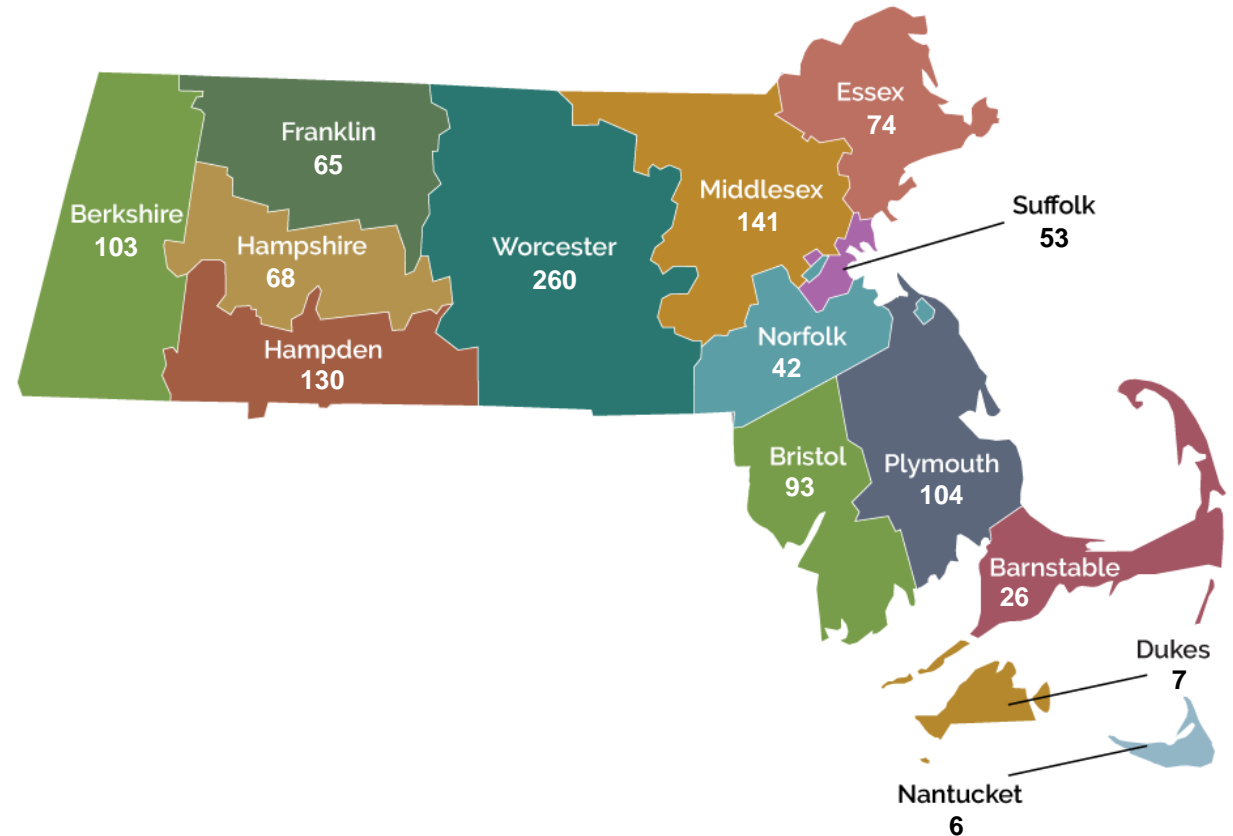 Essex
74
Franklin
65
Middlesex
141
Suffolk
53
Berkshire
103
Hampshire
68
Worcester
260
Norfolk
42
Hampden
130
Bristol
93
Plymouth
104
Barnstable
26
Dukes
7
Nantucket
6